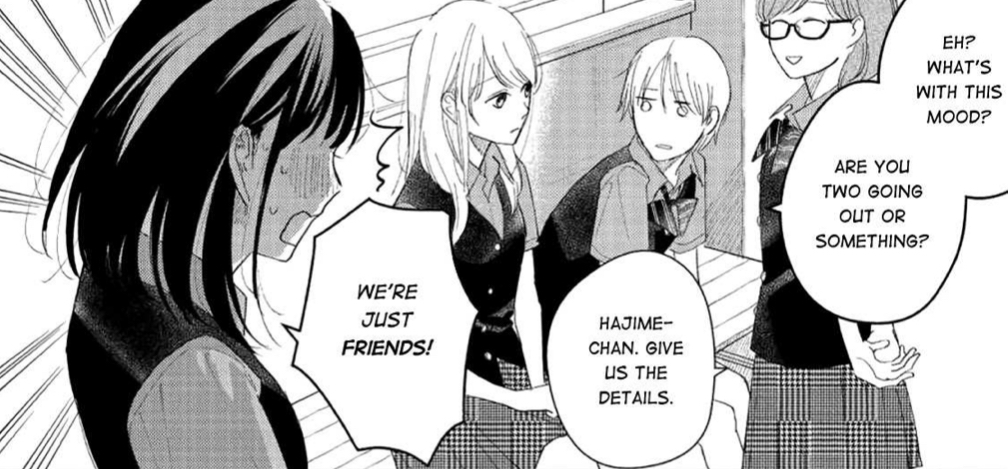 EH?
WHAT'S
WITH THIS
MOOD?
ARE YOU
TWO GOING
OUT OR
SOMETHING?
HAJIME-
CHAN. GIVE
US THE
DETAILS.
WE'RE
JUST
FRIENDS!